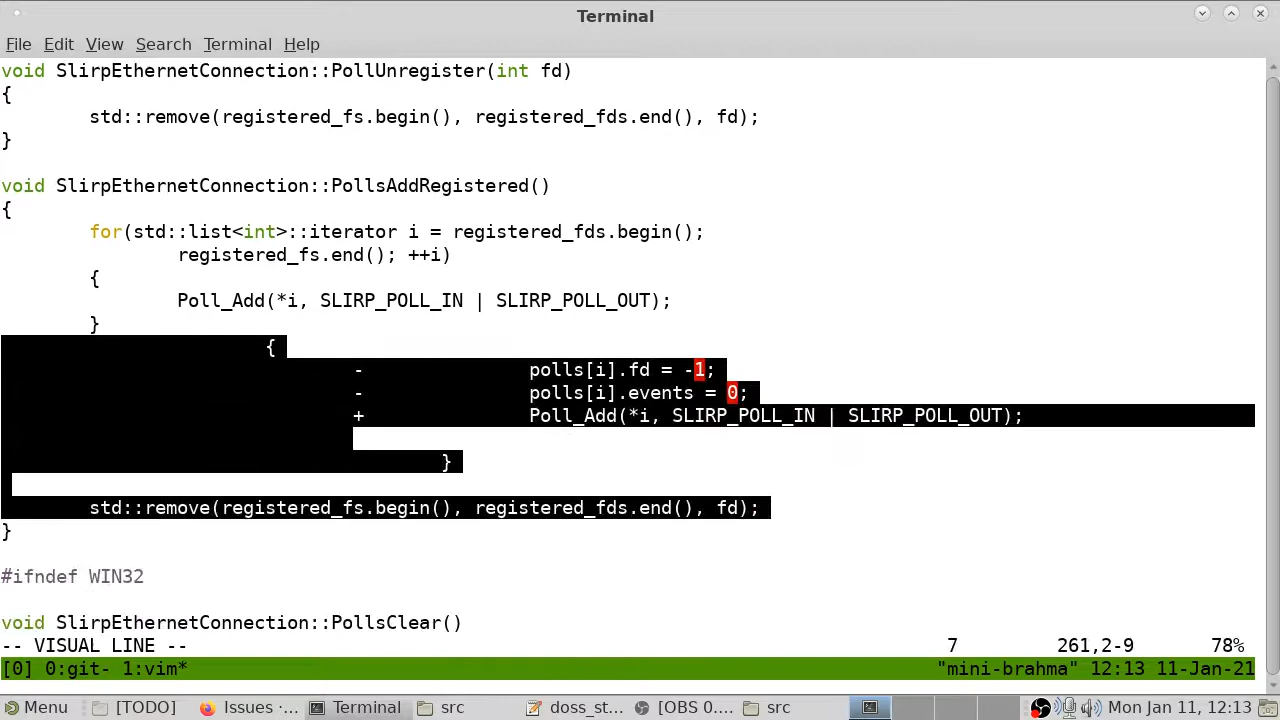 Terminal
File Edit View Search Terminal Help
void SlirpEthernetConnection::PollUnregister(int fd)
{
        std::remove(registered_fs.begin(), registered_fds.end(), fd);
}

void SlirpEthernetConnection::PollsAddRegistered()
{
        for(std::list<int>::iterator i = registered_fds.begin();
                registered_fs.end(); ++i)
        {
                Poll_Add(*i, SLIRP_POLL_IN | SLIRP_POLL_OUT);
        }
                        {
                                -               polls[i].fd = -1;
                                -               polls[i].events = 0;
                                +               Poll_Add(*i, SLIRP_POLL_IN | SLIRP_POLL_OUT);

                                        }

        std::remove(registered_fs.begin(), registered_fds.end(), fd);
}

#ifndef WIN32

void SlirpEthernetConnection::PollsClear()
-- VISUAL LINE -- 7 261,2-9 78%
[0] 0:git- 1:vim* "mini-brahma" 12:13 11-Jan-21
Menu [TODO] Issues ·... Terminal src doss_st... [OBS 0.... src Mon Jan 11, 12:13